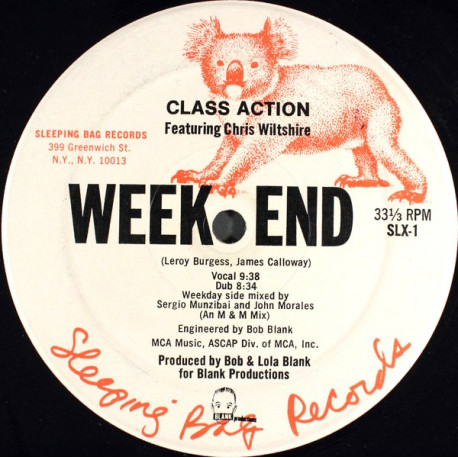 CLASS ACTION
Featuring Chris Wiltshire
SLEEPING BAG RECORDS
399 Greenwich St.
N.Y., N.Y. 10013
WEEK END
33⅓ RPM
SLX-1
(Leroy Burgess, James Calloway)
Vocal 9:38
Dub 8:34
Weekday side mixed by
Sergio Munzibai and John Morales
(An M & M Mix)
Engineered by Bob Blank
MCA Music, ASCAP Div. of MCA, Inc.
Produced by Bob & Lola Blank
for Blank Productions
Sleeping Bag Records
BLANK productions